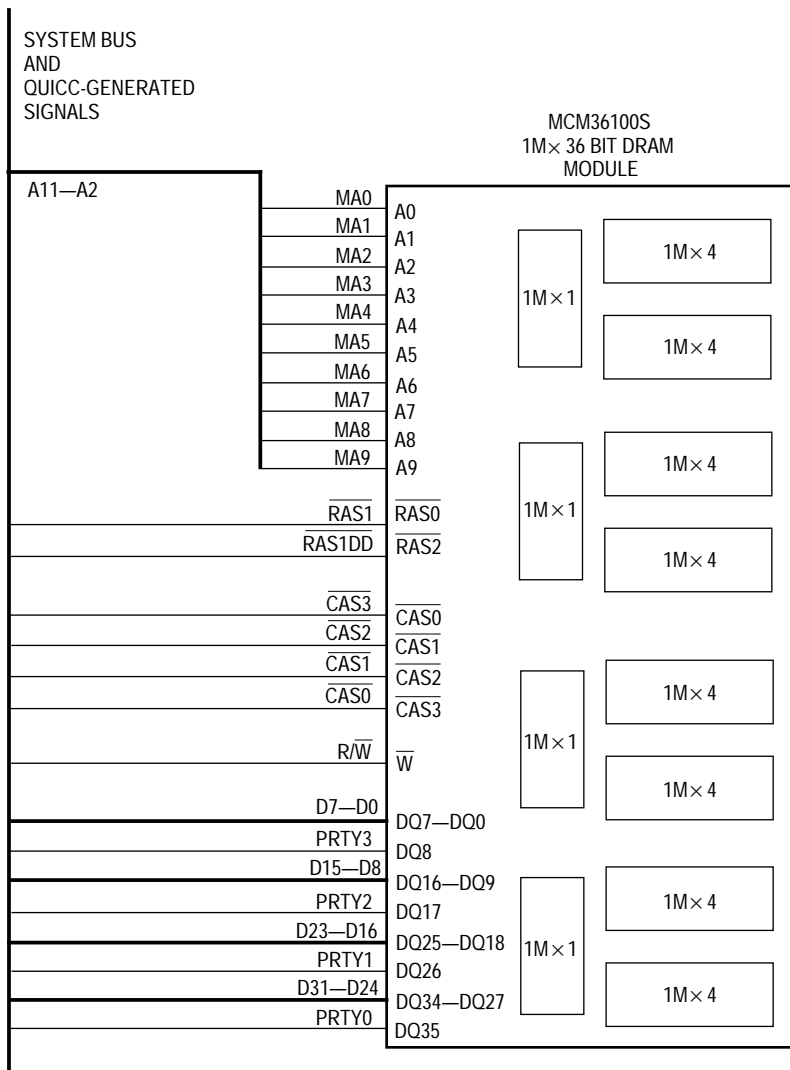 SYSTEM BUS
AND
QUICC-GENERATED
SIGNALS
MCM36100S
1M× 36 BIT DRAM
MODULE
A11—A2
MA0
A0
MA1
A1
MA2
A2
MA3
A3
MA4
A4
MA5
A5
MA6
A6
MA7
A7
MA8
A8
MA9
A9
RAS1
RAS0
RAS1DD
RAS2
CAS3
CAS0
CAS2
CAS1
CAS1
CAS2
CAS0
CAS3
R/W
W
D7—D0
DQ7—DQ0
PRTY3
DQ8
D15—D8
DQ16—DQ9
PRTY2
DQ17
D23—D16
DQ25—DQ18
PRTY1
DQ26
D31—D24
DQ34—DQ27
PRTY0
DQ35
1M×1
1M×4
1M×4
1M×1
1M×4
1M×4
1M×1
1M×4
1M×4
1M×1
1M×4
1M×4